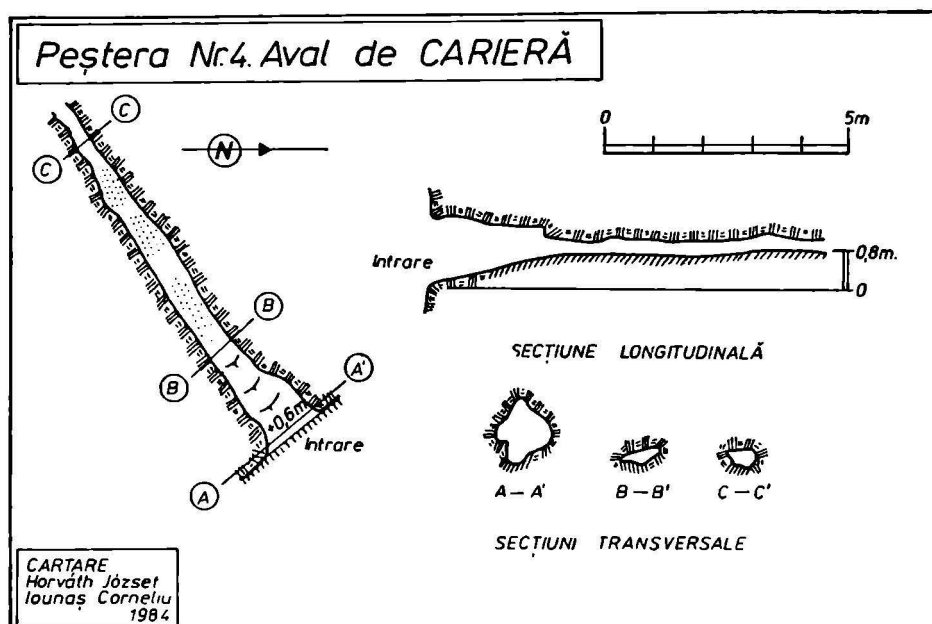 Peștera Nr.4. Aval de CARIERĂ
C
C
N
0 5m
Intrare
0,8m.
0
B
B
A'
+0,6m
Intrare
A
SECȚIUNE LONGITUDINALĂ
A–A' B–B' C–C'
SECȚIUNI TRANSVERSALE
CARTARE
Horváth József
Iounaș Corneliu
1984